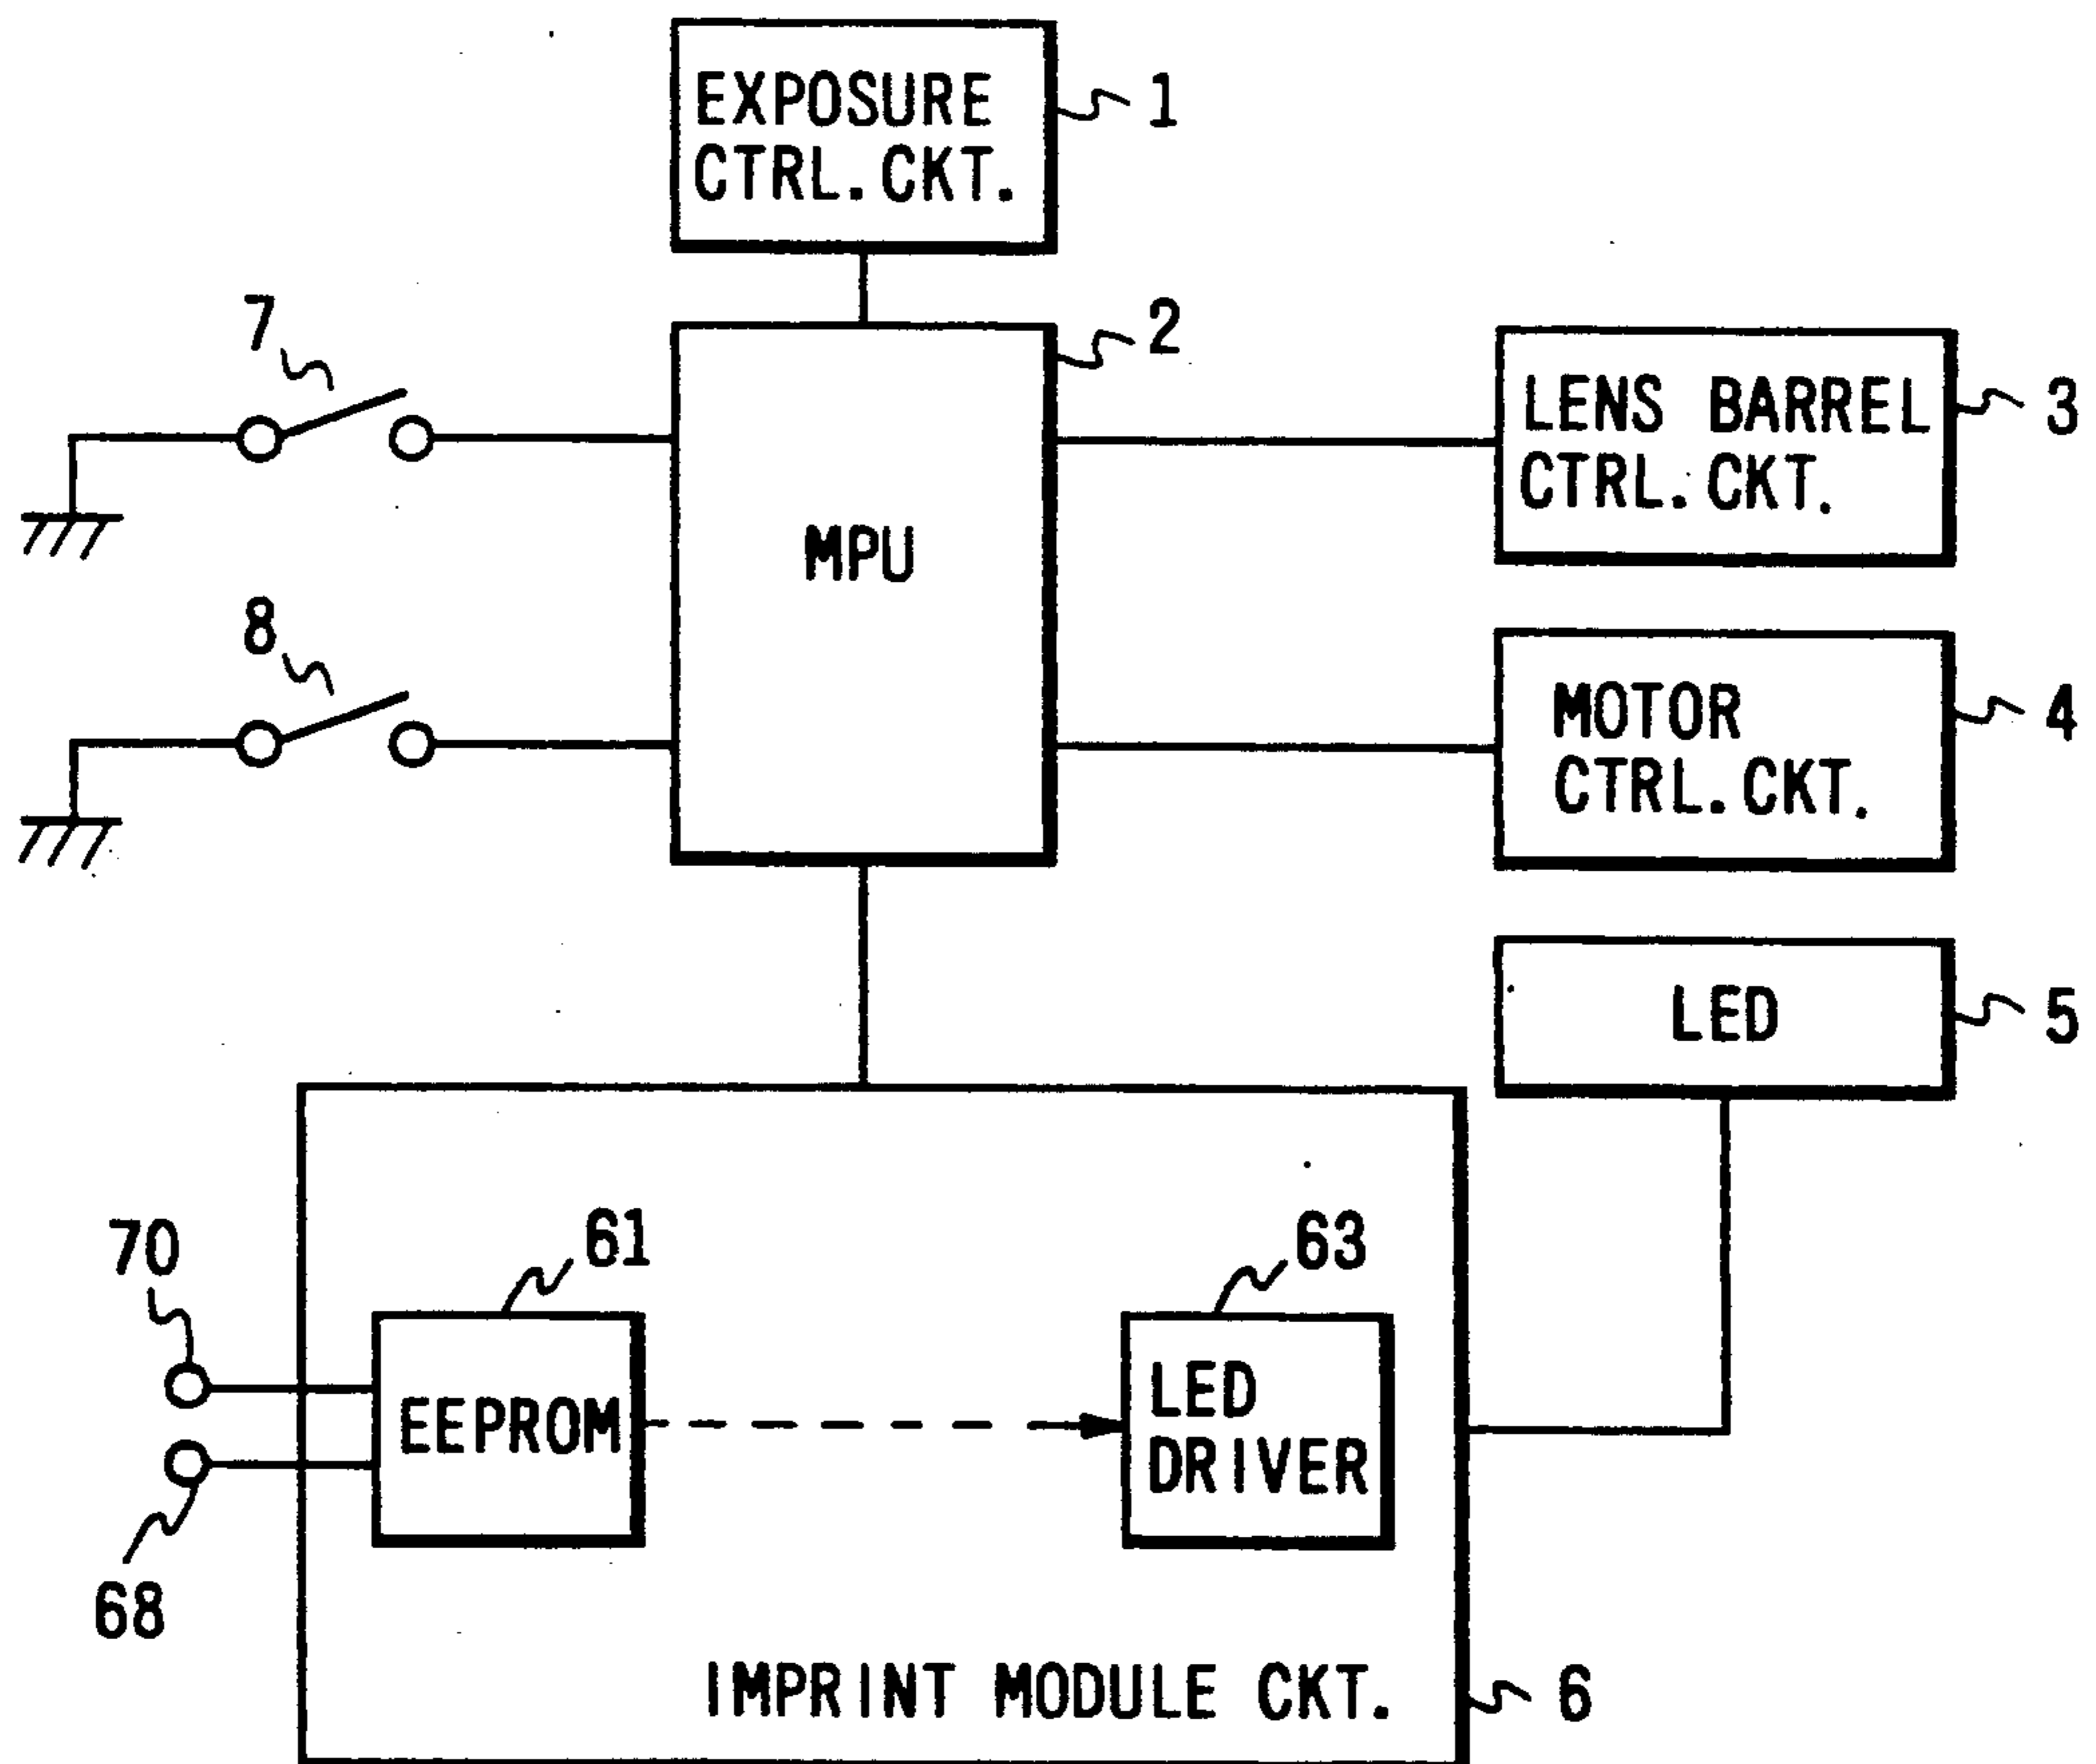 EXPOSURE
CTRL. CKT.
1
7
2
LENS BARREL
CTRL. CKT.
3
MPU
8
MOTOR
CTRL. CKT.
4
LED
5
70
61
63
EEPROM
LED
DRIVER
68
IMPRINT MODULE CKT.
6